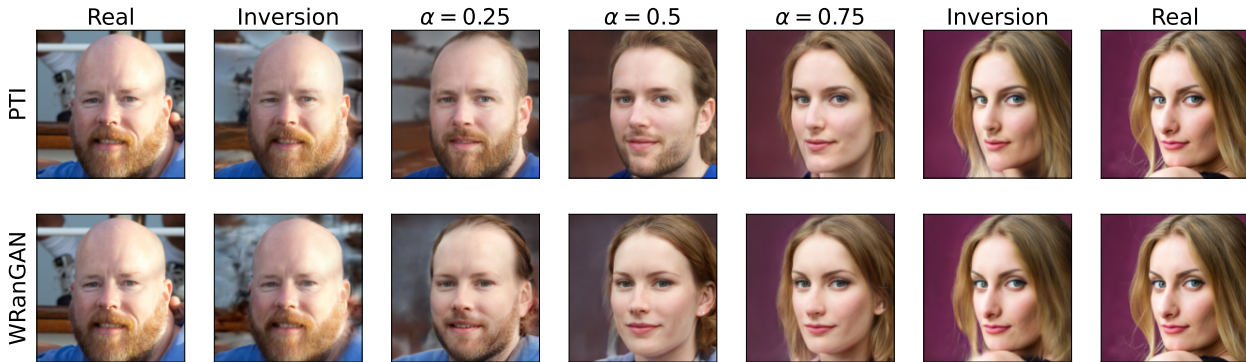 Real Inversion α = 0.25 α = 0.5 α = 0.75 Inversion Real
PTI
WRanGAN